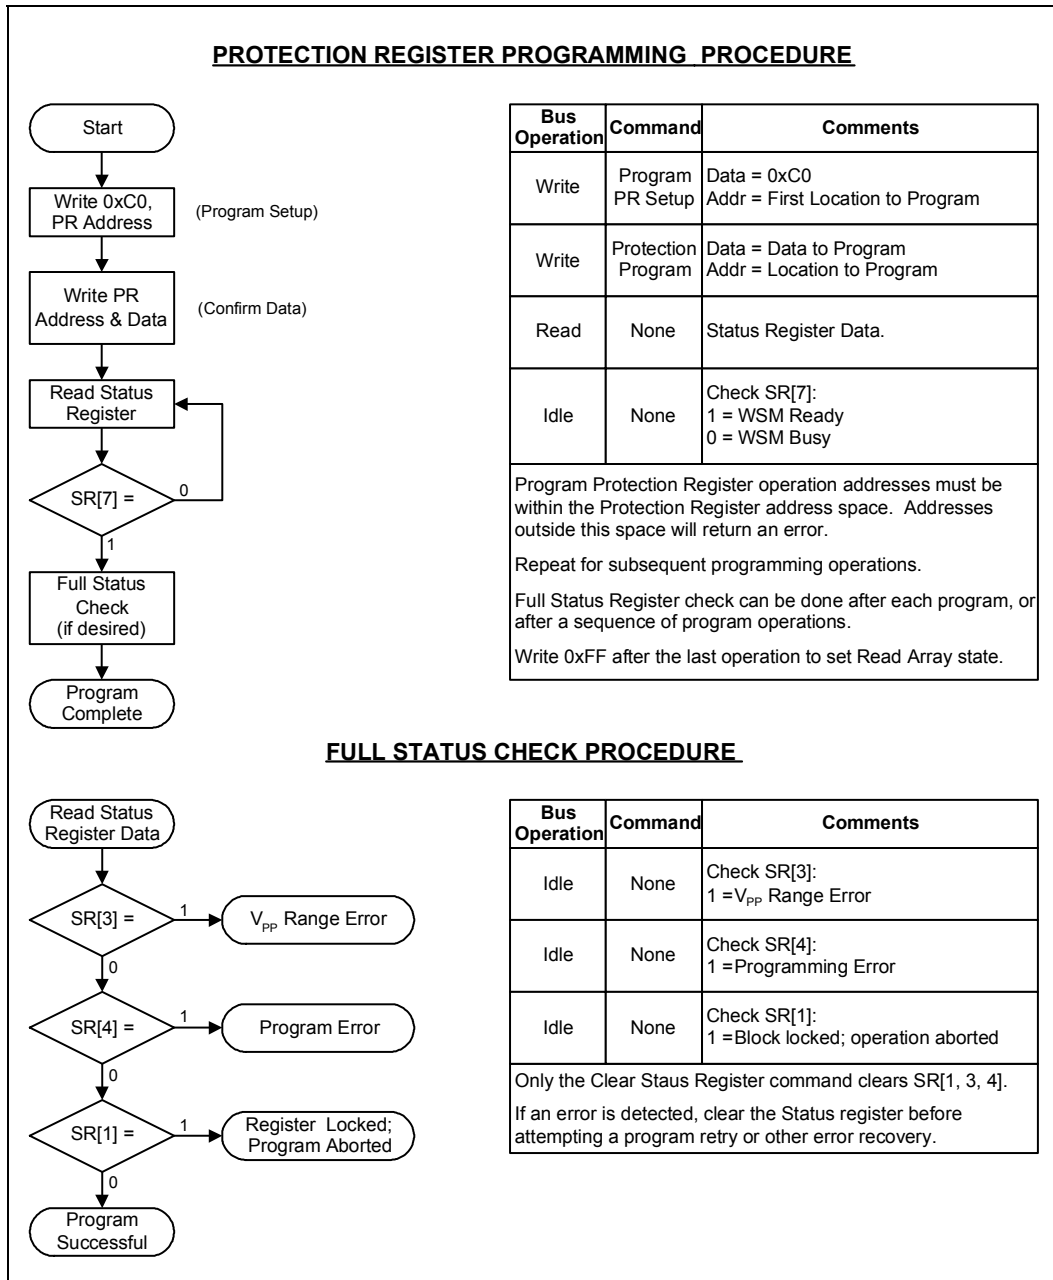 PROTECTION REGISTER PROGRAMMING PROCEDURE
Start
Write 0xC0,
PR Address
(Program Setup)
Write PR
Address & Data
(Confirm Data)
Read Status
Register
SR[7] =
0
1
Full Status
Check
(if desired)
Program
Complete
Bus
Operation
Command
Comments
Write
Program
PR Setup
Data = 0xC0
Addr = First Location to Program
Write
Protection
Program
Data = Data to Program
Addr = Location to Program
Read
None
Status Register Data.
Idle
None
Check SR[7]:
1 = WSM Ready
0 = WSM Busy
Program Protection Register operation addresses must be
within the Protection Register address space. Addresses
outside this space will return an error.
Repeat for subsequent programming operations.
Full Status Register check can be done after each program, or
after a sequence of program operations.
Write 0xFF after the last operation to set Read Array state.
FULL STATUS CHECK PROCEDURE
Read Status
Register Data
SR[3] =
1
VPP Range Error
0
SR[4] =
1
Program Error
0
SR[1] =
1
Register Locked;
Program Aborted
0
Program
Successful
Bus
Operation
Command
Comments
Idle
None
Check SR[3]:
1 =VPP Range Error
Idle
None
Check SR[4]:
1 =Programming Error
Idle
None
Check SR[1]:
1 =Block locked; operation aborted
Only the Clear Staus Register command clears SR[1, 3, 4].
If an error is detected, clear the Status register before
attempting a program retry or other error recovery.